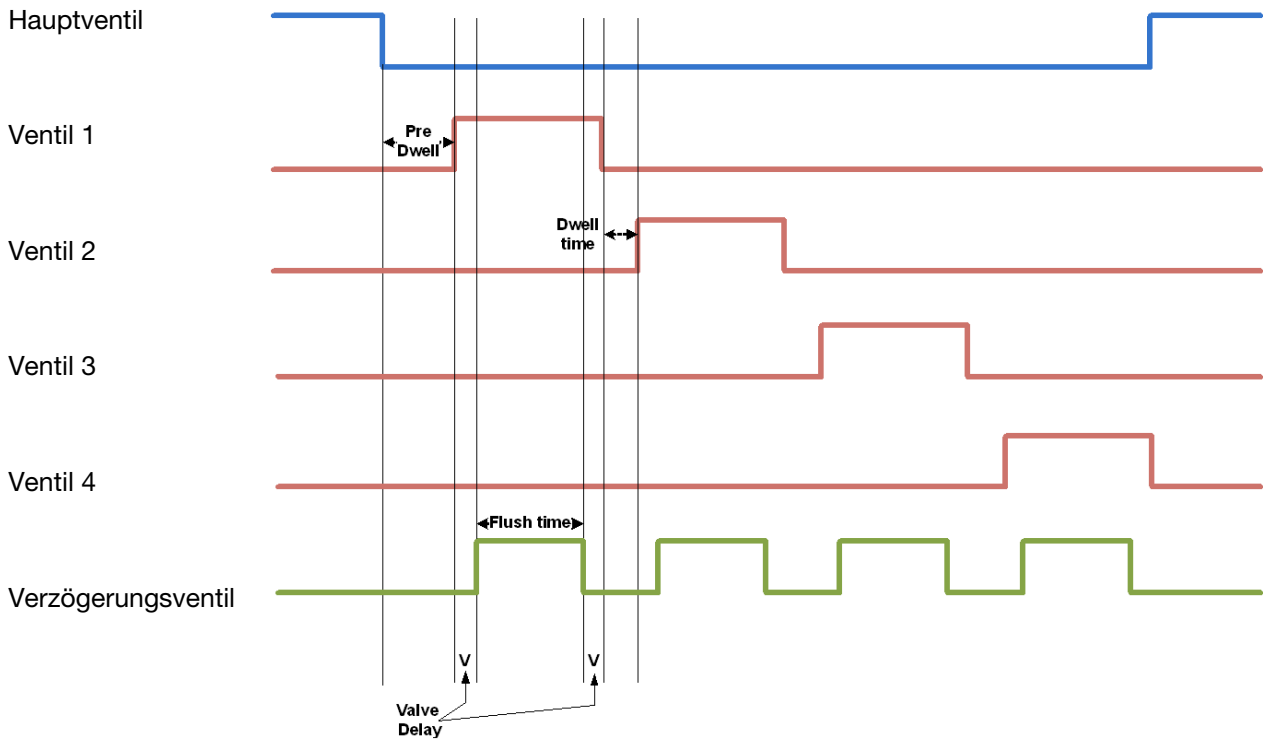 Hauptventil
Ventil 1
Pre
Dwell
Ventil 2
Dwell
time
Ventil 3
Ventil 4
Flush time
Verzögerungsventil
V
V
Valve
Delay